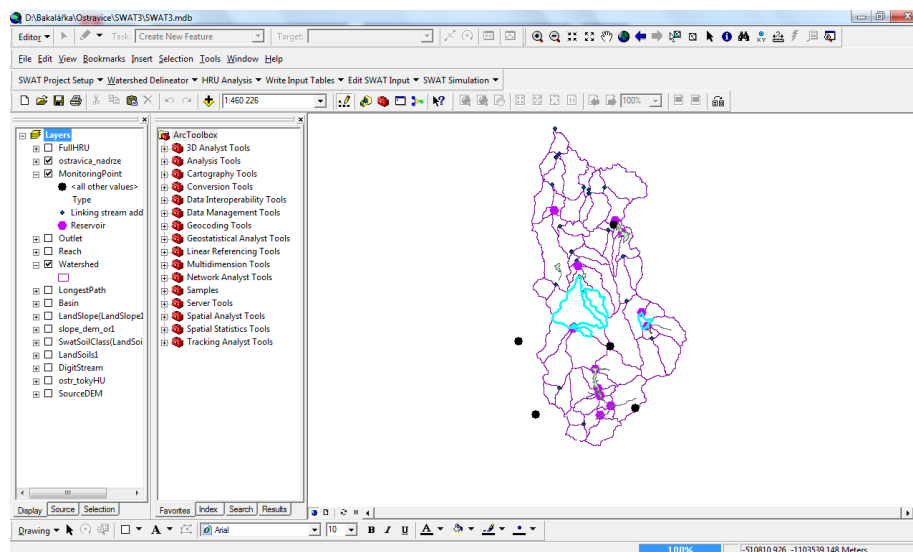 D:\Bakalářka\Ostravice\SWAT3\SWAT3.mdb
Editor Task: Create New Feature Target:
File Edit View Bookmarks Insert Selection Tools Window Help
SWAT Project Setup Watershed Delineator HRU Analysis Write Input Tables Edit SWAT Input SWAT Simulation
1:460 226 100%
Layers
FullHRU
ostravica_nadrze
MonitoringPoint
<all other values>
Type
Linking stream add
Reservoir
Outlet
Reach
Watershed
LongestPath
Basin
LandSlope(LandSlope1
slope_dem_or1
SwatSoilClass(LandSoi
LandSoils1
DigitStream
ostr_tokyHU
SourceDEM
Display Source Selection
ArcToolbox
3D Analyst Tools
Analysis Tools
Cartography Tools
Conversion Tools
Data Interoperability Tools
Data Management Tools
Geocoding Tools
Geostatistical Analyst Tools
Linear Referencing Tools
Multidimension Tools
Network Analyst Tools
Samples
Server Tools
Spatial Analyst Tools
Spatial Statistics Tools
Tracking Analyst Tools
Favorites Index Search Results
Drawing A Arial 10 B I U A
100% -510810,926 -1103539,148 Meters